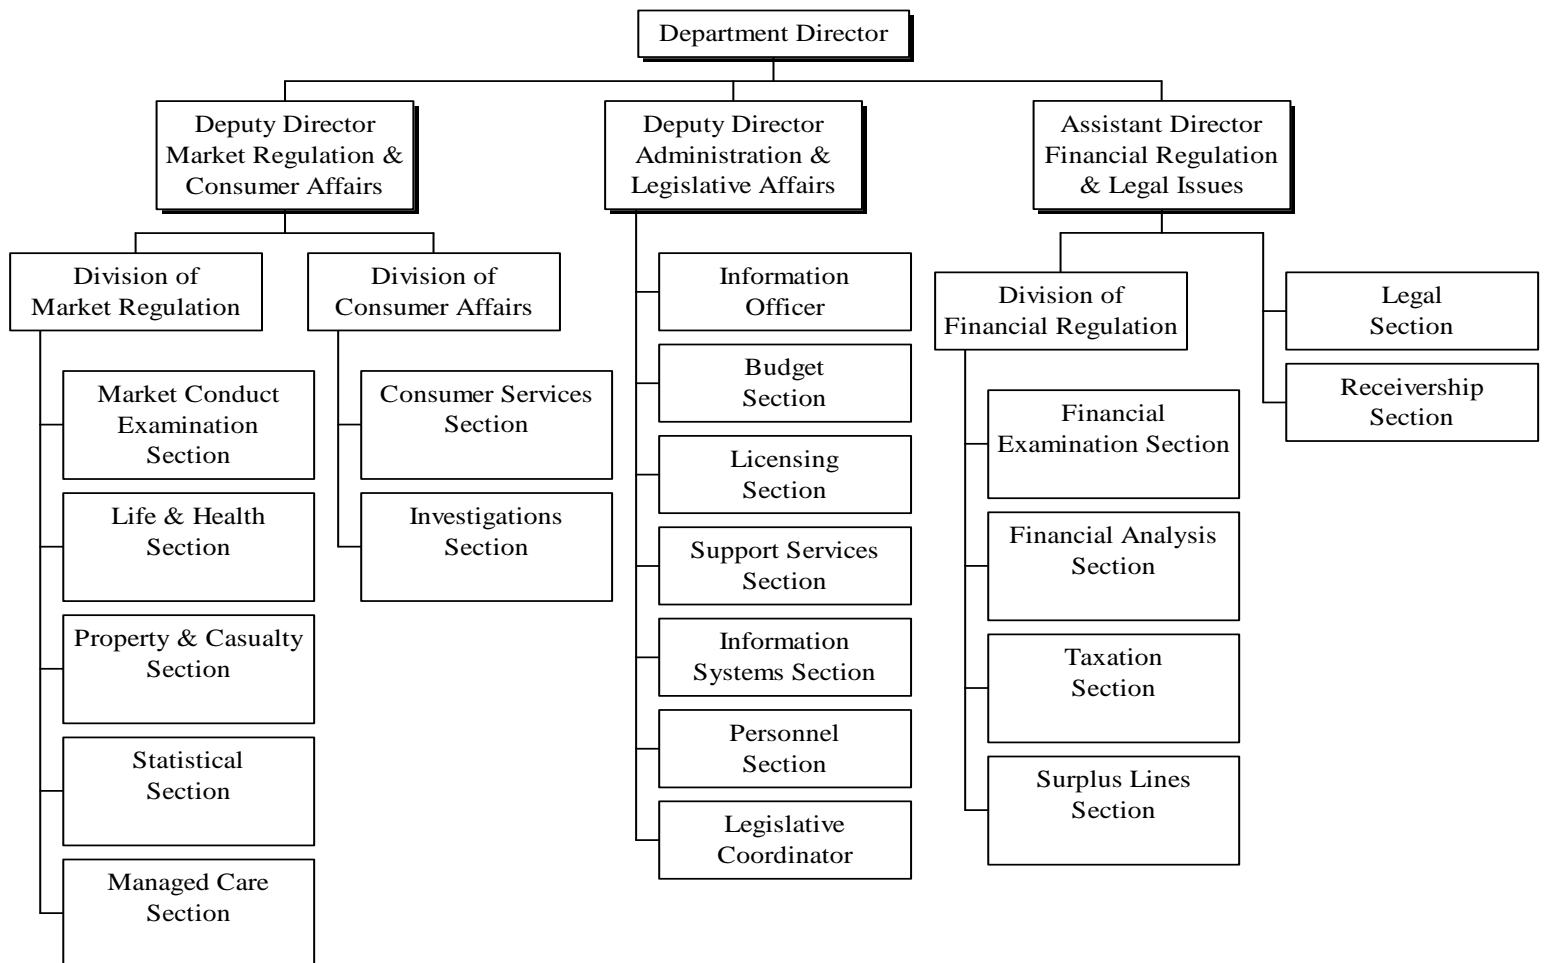 Department Director
Deputy Director
Market Regulation &
Consumer Affairs
Deputy Director
Administration &
Legislative Affairs
Assistant Director
Financial Regulation
& Legal Issues
Division of
Market Regulation
Market Conduct
Examination
Section
Life & Health
Section
Property & Casualty
Section
Statistical
Section
Managed Care
Section
Division of
Consumer Affairs
Consumer Services
Section
Investigations
Section
Information
Officer
Budget
Section
Licensing
Section
Support Services
Section
Information
Systems Section
Personnel
Section
Legislative
Coordinator
Division of
Financial Regulation
Financial
Examination Section
Financial Analysis
Section
Taxation
Section
Surplus Lines
Section
Legal
Section
Receivership
Section